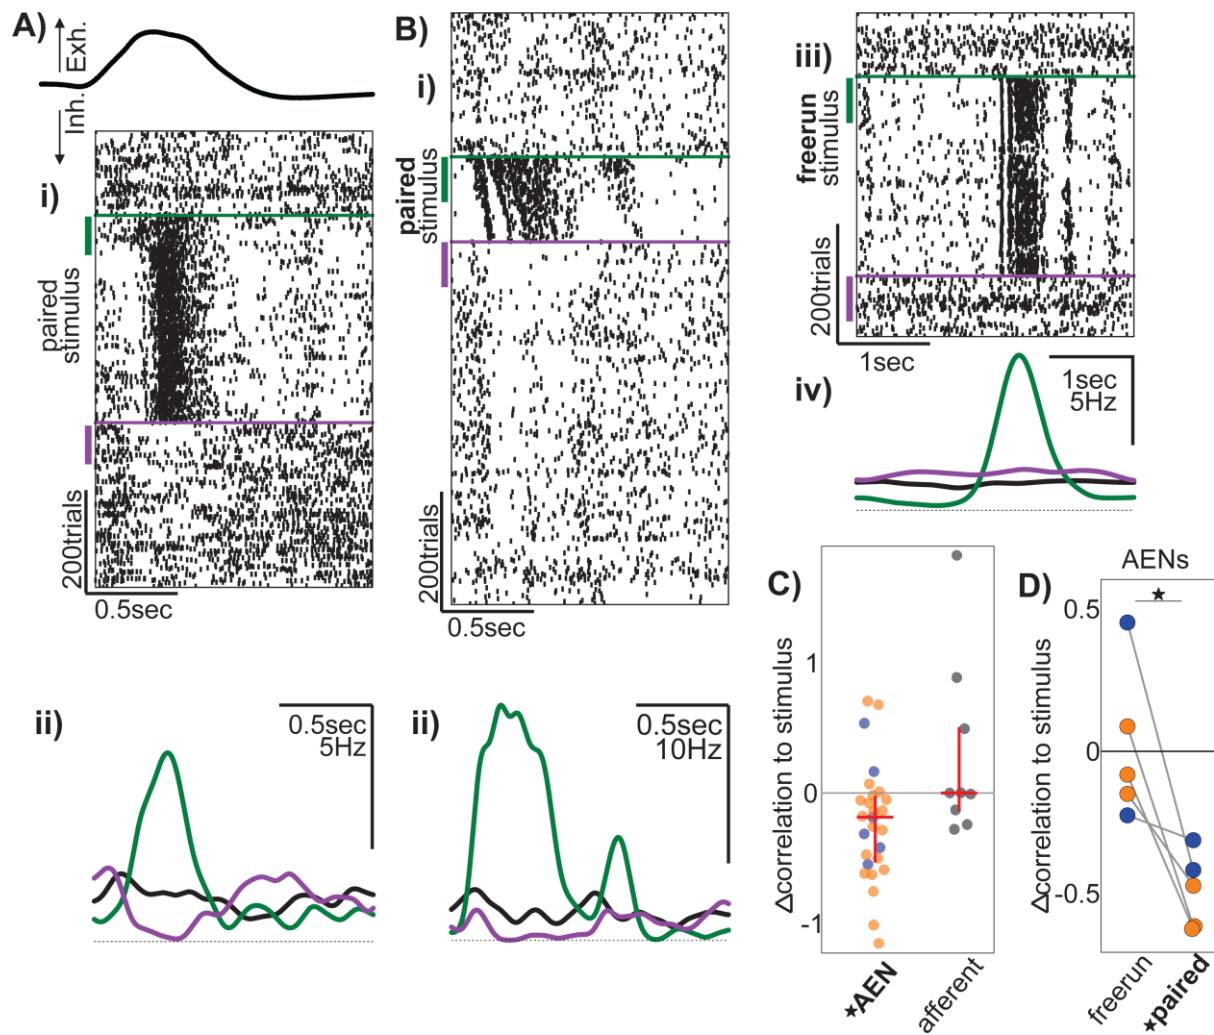 A)
Exh.
Inh.
i)
paired
stimulus
200trials
0.5sec
ii)
0.5sec
5Hz
B)
i)
paired
stimulus
200trials
0.5sec
ii)
0.5sec
10Hz
iii)
freerun
stimulus
200trials
1sec
iv)
1sec
5Hz
C)
Δcorrelation to stimulus
1
0
-1
★AEN
afferent
D)
AENs
★
Δcorrelation to stimulus
0.5
0
-0.5
freerun
★paired